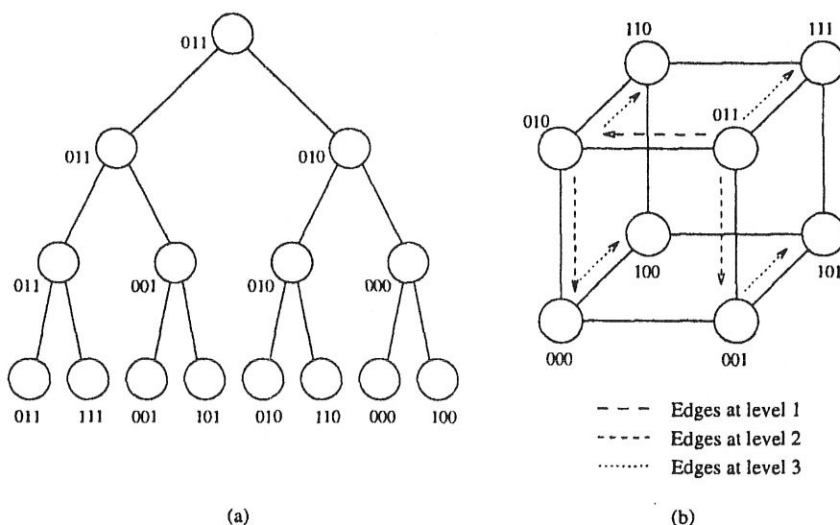 011
011
010
011
001
010
000
011 111 001 101 010 110 000 100
(a)
110
111
010
011
100
101
000
001
Edges at level 1
Edges at level 2
Edges at level 3
(b)